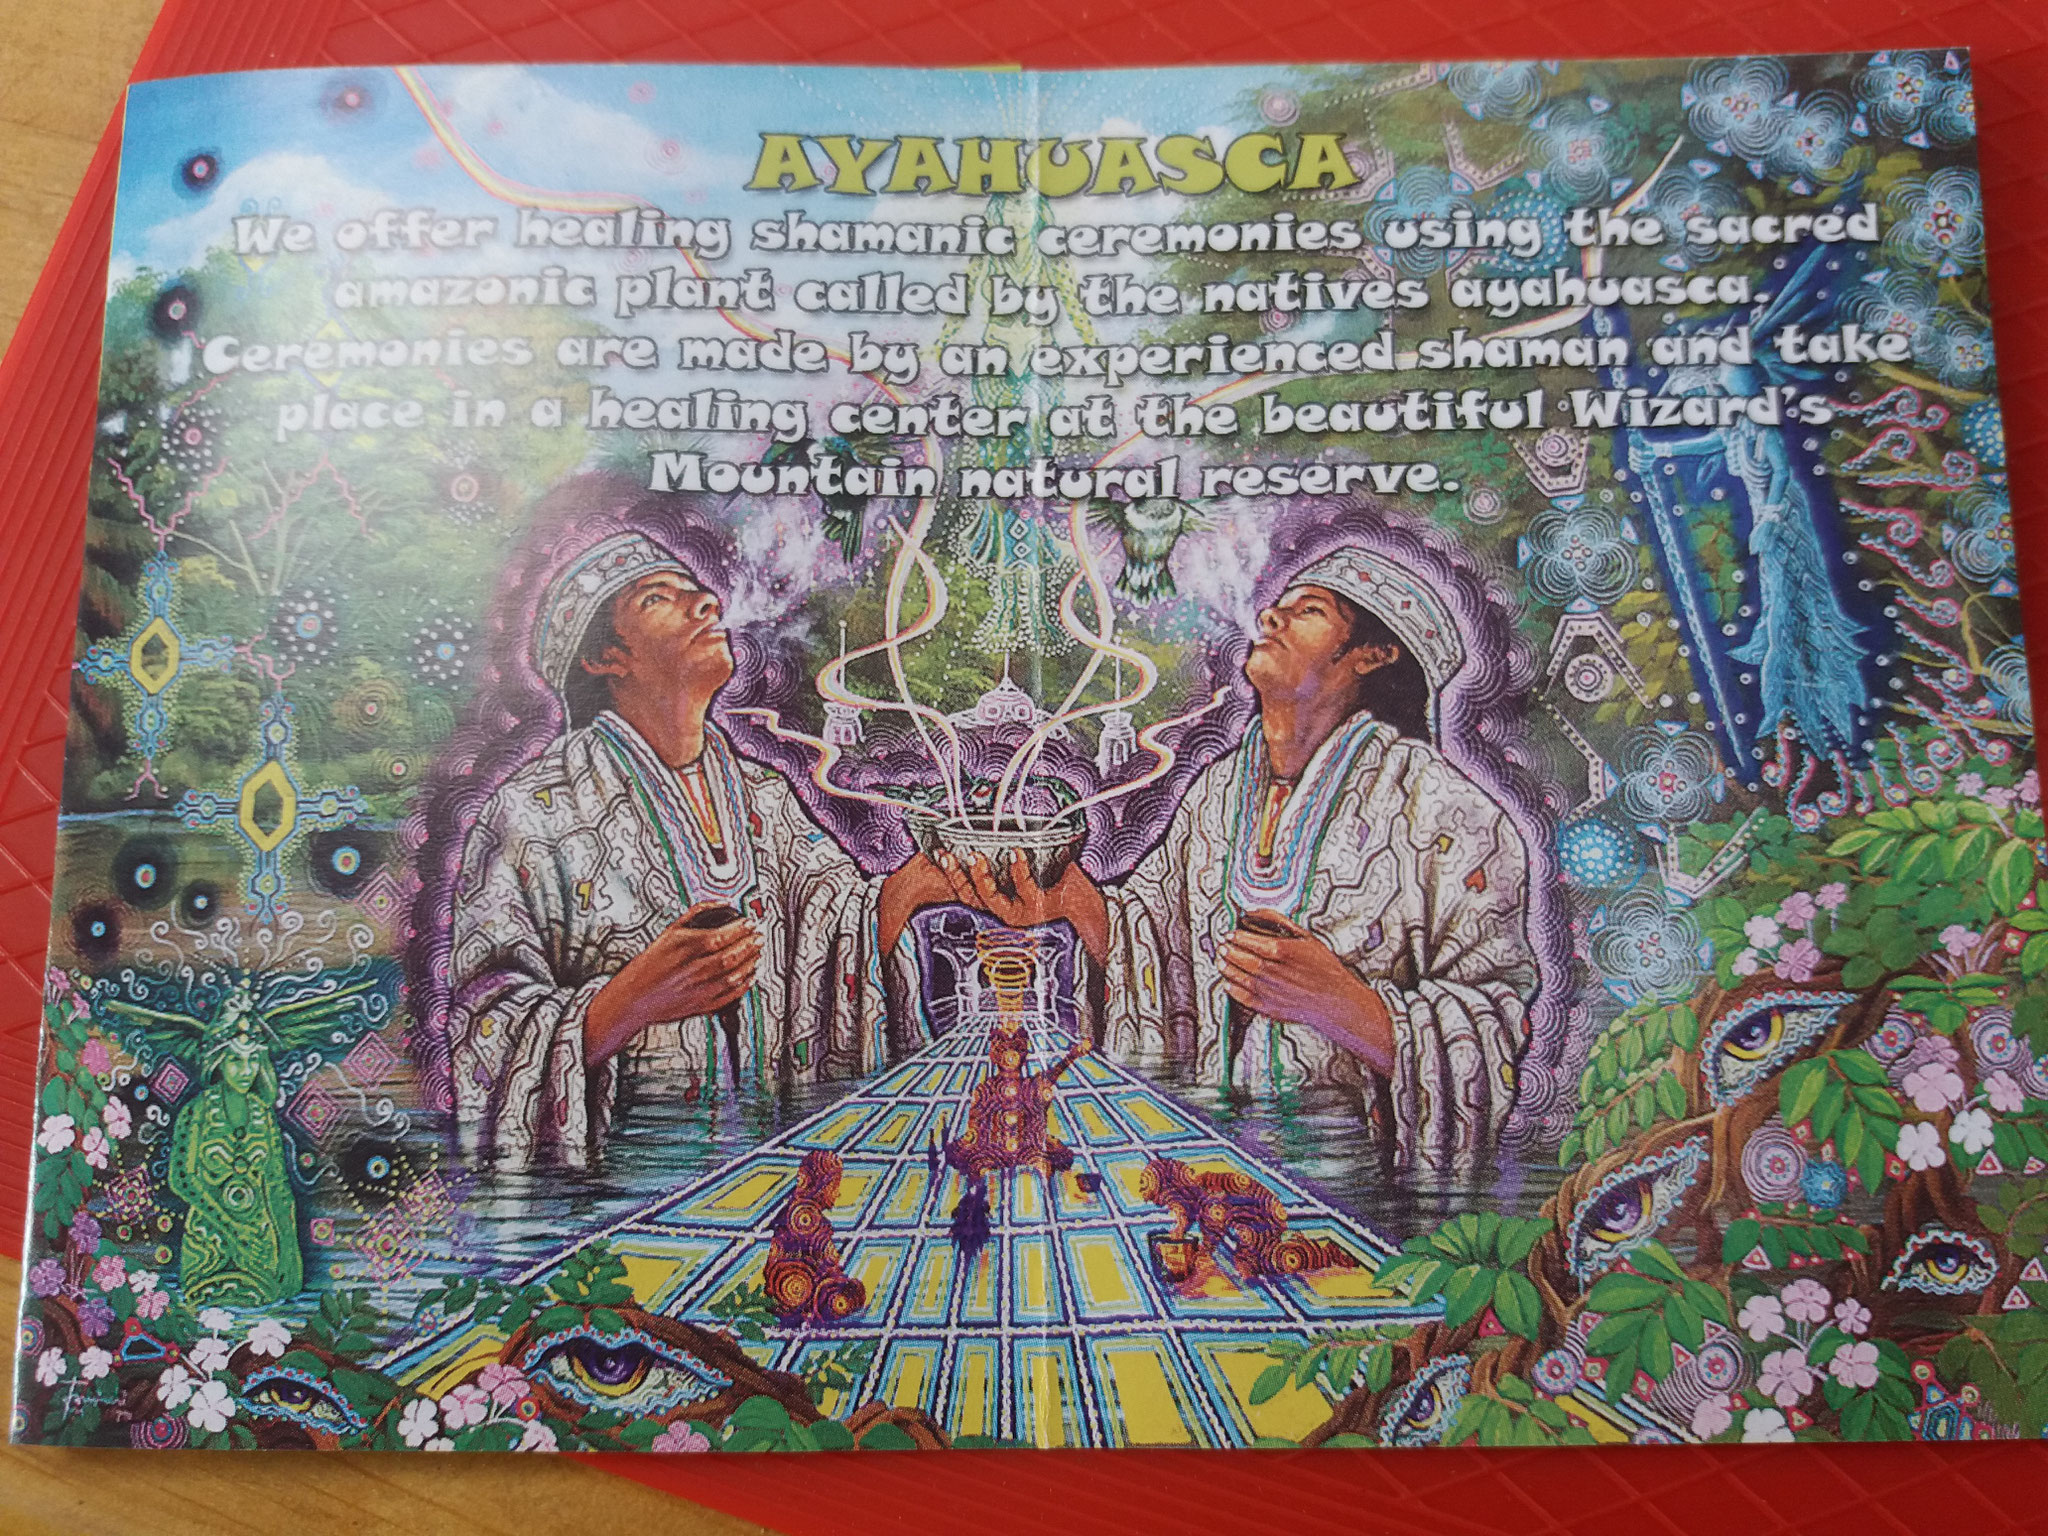 AYAHUASCA
We offer healing shamanic ceremonies using the sacred
amazonic plant called by the natives ayahuasca.
Ceremonies are made by an experienced shaman and take
place in a healing center at the beautiful Wizard's
Mountain natural reserve.